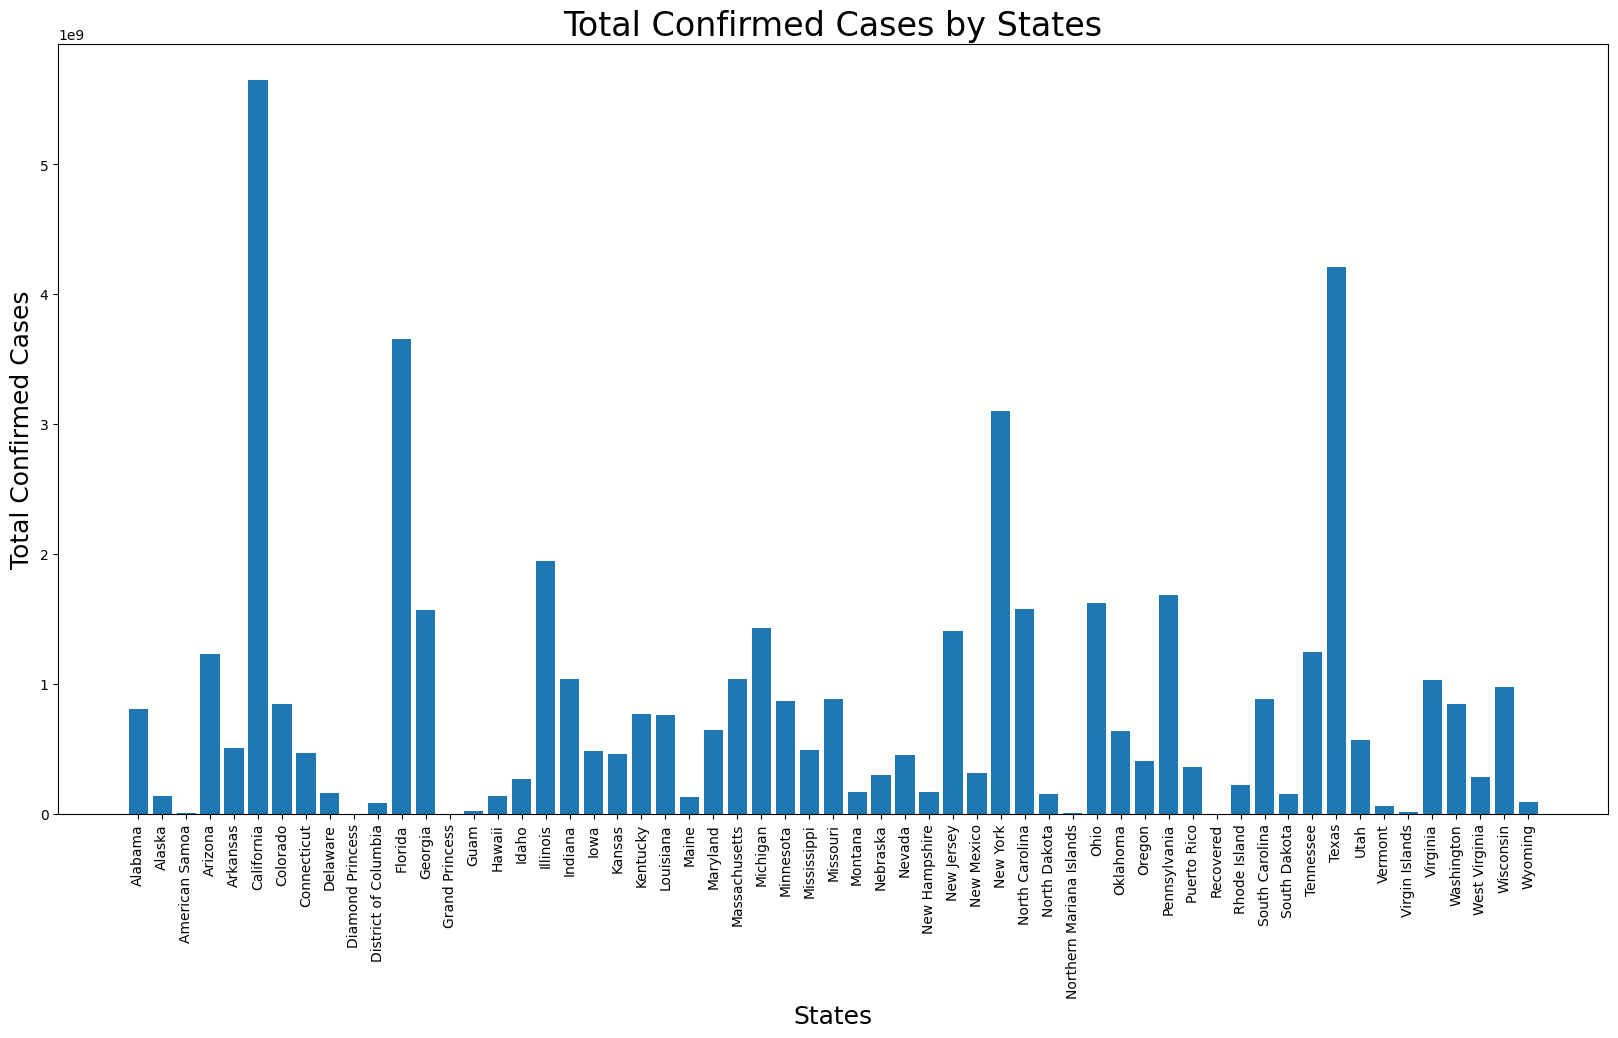 Total Confirmed Cases by States
1e9
5
4
3
2
1
0
Total Confirmed Cases
Alabama
Alaska
American Samoa
Arizona
Arkansas
California
Colorado
Connecticut
Delaware
Diamond Princess
District of Columbia
Florida
Georgia
Grand Princess
Guam
Hawaii
Idaho
Illinois
Indiana
Iowa
Kansas
Kentucky
Louisiana
Maine
Maryland
Massachusetts
Michigan
Minnesota
Mississippi
Missouri
Montana
Nebraska
Nevada
New Hampshire
New Jersey
New Mexico
New York
North Carolina
North Dakota
Northern Mariana Islands
Ohio
Oklahoma
Oregon
Pennsylvania
Puerto Rico
Recovered
Rhode Island
South Carolina
South Dakota
Tennessee
Texas
Utah
Vermont
Virgin Islands
Virginia
Washington
West Virginia
Wisconsin
Wyoming
States